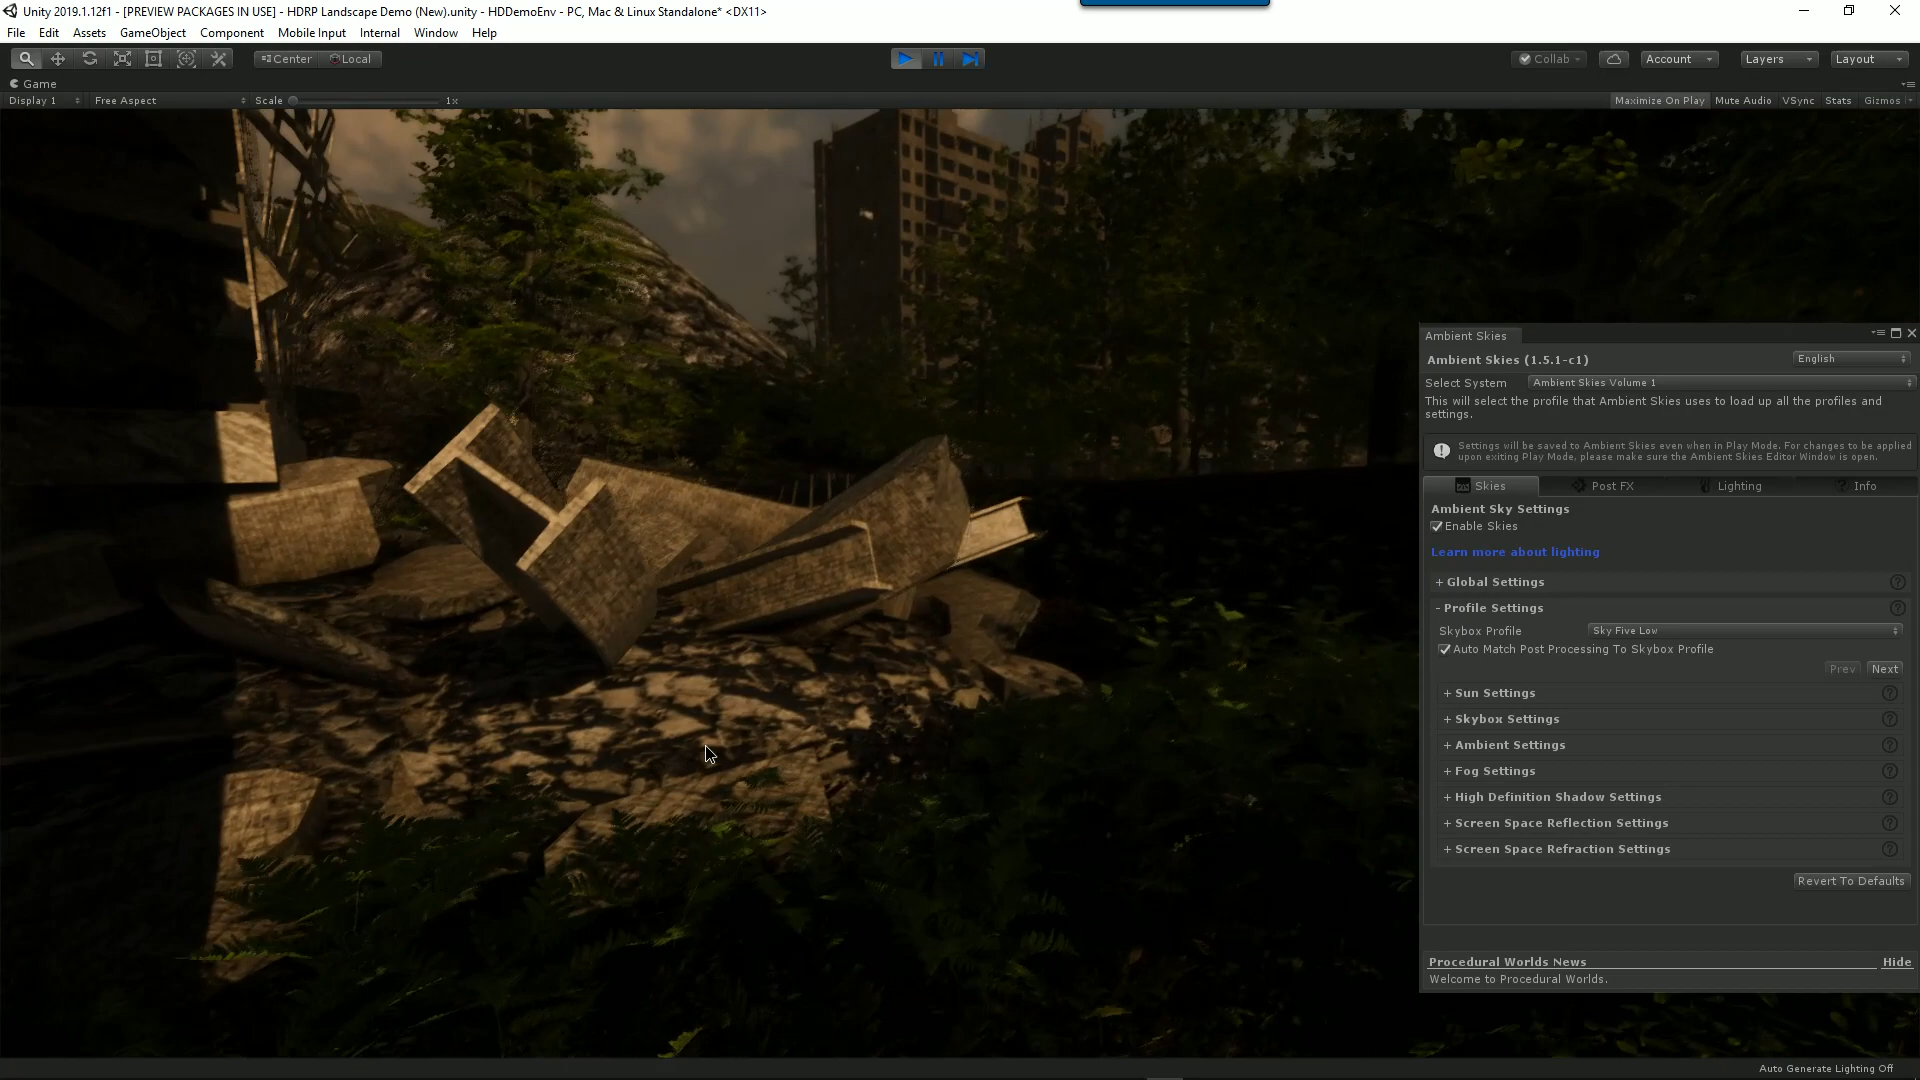 Unity 2019.1.12f1 - [PREVIEW PACKAGES IN USE] - HDRP Landscape Demo (New).unity - HDDemoEnv - PC, Mac & Linux Standalone* <DX11>
File Edit Assets GameObject Component Mobile Input Internal Window Help
Center Local Collab Account Layers Layout
Game
Display 1 Free Aspect Scale 1x Maximize On Play Mute Audio VSync Stats Gizmos
Ambient Skies
Ambient Skies (1.5.1-c1) English
Select System Ambient Skies Volume 1
This will select the profile that Ambient Skies uses to load up all the profiles and
settings.
Settings will be saved to Ambient Skies even when in Play Mode. For changes to be applied
upon exiting Play Mode, please make sure the Ambient Skies Editor Window is open.
Skies Post FX Lighting ? Info
Ambient Sky Settings
Enable Skies
Learn more about lighting
+ Global Settings ?
- Profile Settings ?
Skybox Profile Sky Five Low
Auto Match Post Processing To Skybox Profile
Prev Next
+ Sun Settings ?
+ Skybox Settings ?
+ Ambient Settings ?
+ Fog Settings ?
+ High Definition Shadow Settings ?
+ Screen Space Reflection Settings ?
+ Screen Space Refraction Settings ?
Revert To Defaults
Procedural Worlds News Hide
Welcome to Procedural Worlds.
Auto Generate Lighting Off